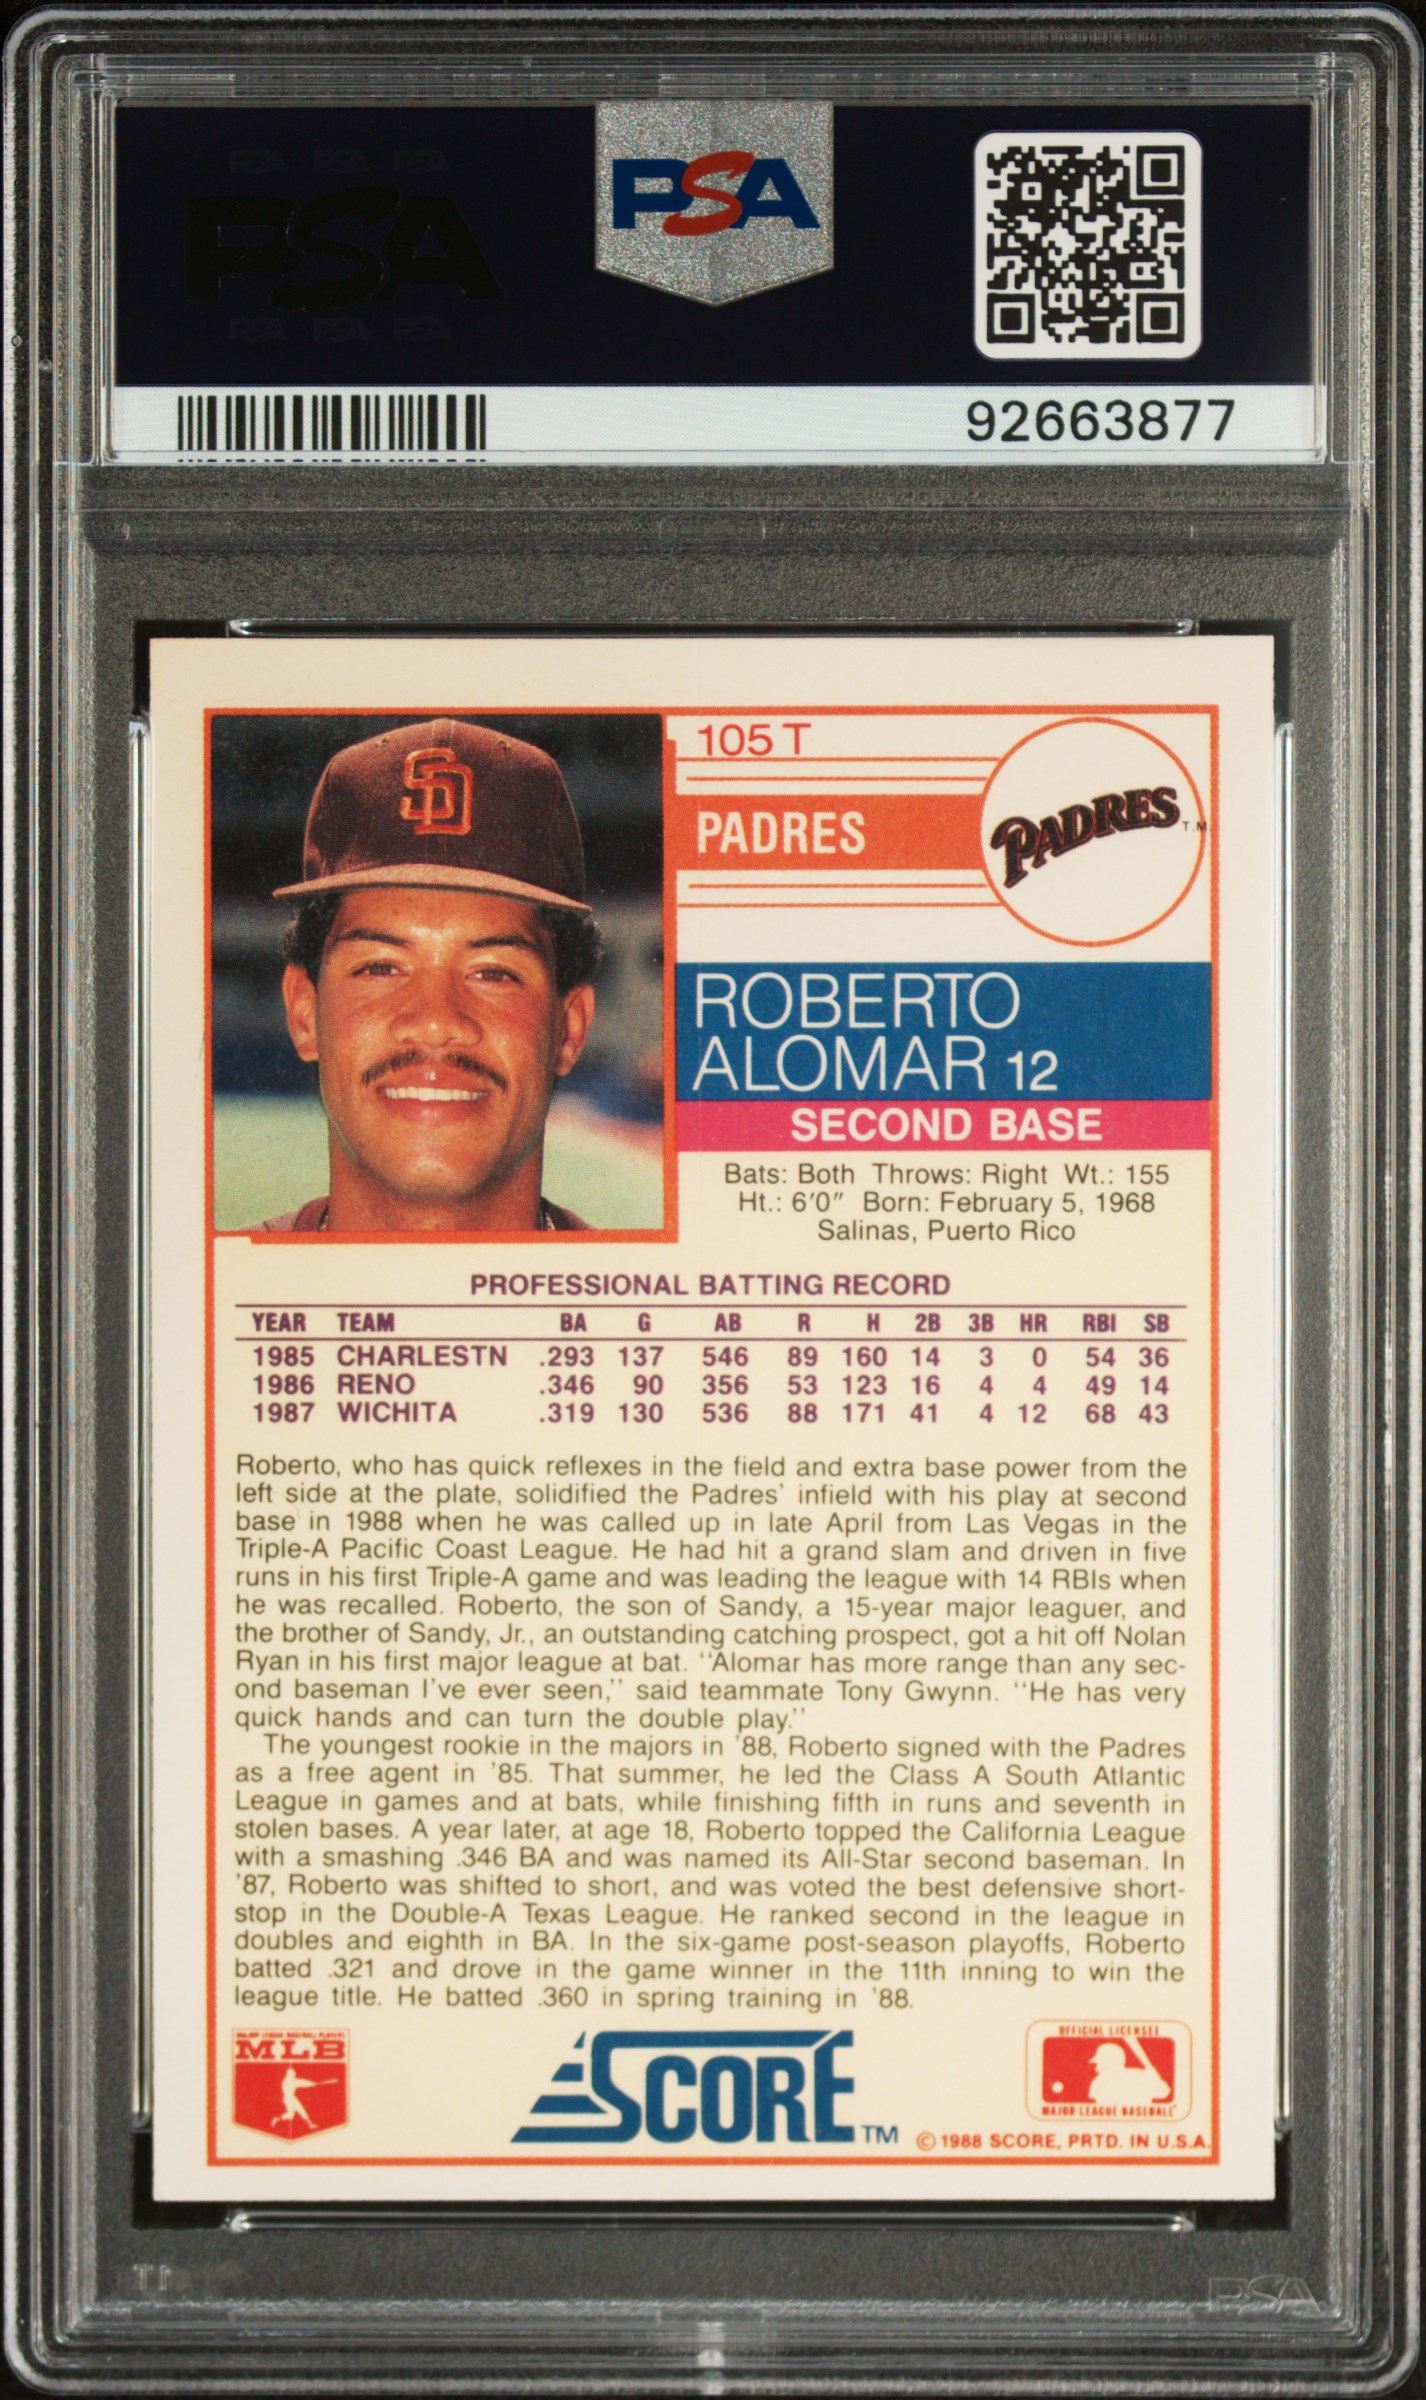 PSA PSA PSA
PSA
PSA PSA PSA
PSA
92663877
SD
105 T
PADRES
PADRES T.M.
ROBERTO
ALOMAR 12
SECOND BASE
Bats: Both Throws: Right Wt.: 155
Ht.: 6'0" Born: February 5, 1968
Salinas, Puerto Rico
PROFESSIONAL BATTING RECORD
YEAR TEAM BA G AB R H 2B 3B HR RBI SB
1985 CHARLESTN .293 137 546 89 160 14 3 0 54 36
1986 RENO .346 90 356 53 123 16 4 4 49 14
1987 WICHITA .319 130 536 88 171 41 4 12 68 43
Roberto, who has quick reflexes in the field and extra base power from the
left side at the plate, solidified the Padres' infield with his play at second
base in 1988 when he was called up in late April from Las Vegas in the
Triple-A Pacific Coast League. He had hit a grand slam and driven in five
runs in his first Triple-A game and was leading the league with 14 RBIs when
he was recalled. Roberto, the son of Sandy, a 15-year major leaguer, and
the brother of Sandy, Jr., an outstanding catching prospect, got a hit off Nolan
Ryan in his first major league at bat. "Alomar has more range than any sec-
ond baseman I've ever seen," said teammate Tony Gwynn. "He has very
quick hands and can turn the double play."
The youngest rookie in the majors in '88, Roberto signed with the Padres
as a free agent in '85. That summer, he led the Class A South Atlantic
League in games and at bats, while finishing fifth in runs and seventh in
stolen bases. A year later, at age 18, Roberto topped the California League
with a smashing .346 BA and was named its All-Star second baseman. In
'87, Roberto was shifted to short, and was voted the best defensive short-
stop in the Double-A Texas League. He ranked second in the league in
doubles and eighth in BA. In the six-game post-season playoffs, Roberto
batted .321 and drove in the game winner in the 11th inning to win the
league title. He batted .360 in spring training in '88.
MAJOR LEAGUE BASEBALL PLAYERS
MLB
SCORE TM
OFFICIAL LICENSEE
MAJOR LEAGUE BASEBALL
© 1988 SCORE, PRTD. IN U.S.A.
PSA